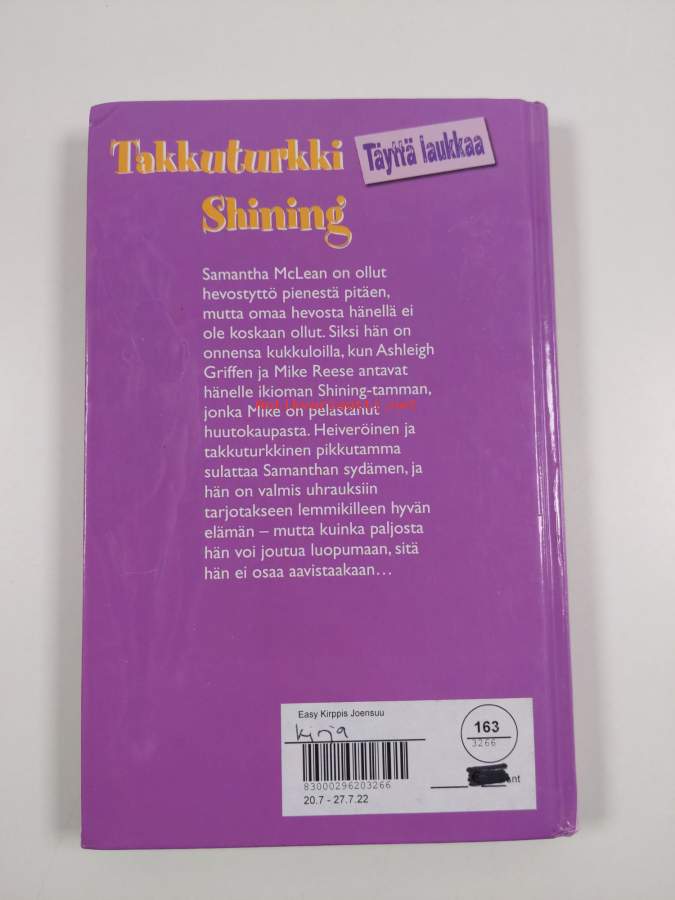 Takkuturkki
Täyttä laukkaa
Shining
Samantha McLean on ollut
hevostyttö pienestä pitäen,
mutta omaa hevosta hänellä ei
ole koskaan ollut. Siksi hän on
onnensa kukkuloilla, kun Ashleigh
Griffen ja Mike Reese antavat
hänelle ikioman Shining-tamman,
jonka Mike on pelastanut
huutokaupasta. Heiveröinen ja
takkuturkkinen pikkutamma
sulattaa Samanthan sydämen, ja
hän on valmis uhrauksiin
tarjotakseen lemmikilleen hyvän
elämän – mutta kuinka paljosta
hän voi joutua luopumaan, sitä
hän ei osaa aavistaakaan...
Easy Kirppis Joensuu
kirja
163
3266
83000296203266
20.7 - 27.7.22